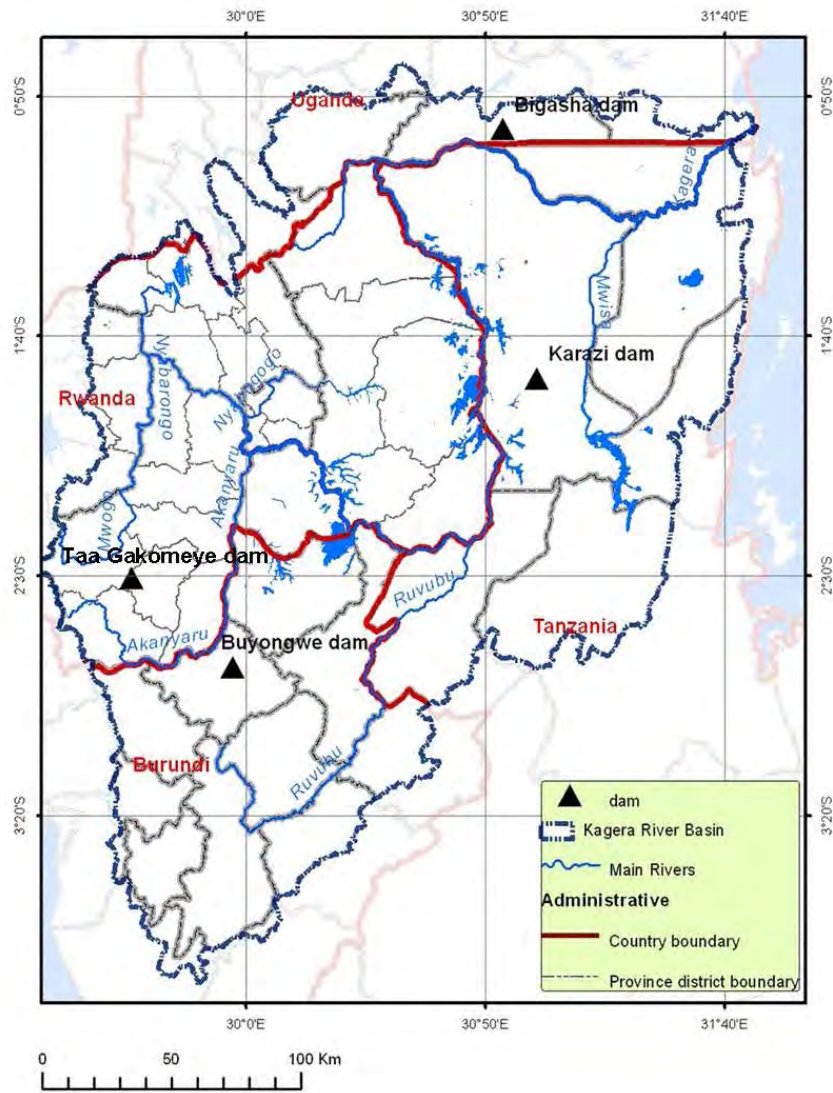 30°0'E
30°50'E
31°40'E
0°50'S
0°50'S
Uganda
Bigasha dam
Kagera
Mwisa
1°40'S
1°40'S
Karazi dam
Nyabarongo
Nyabogogo
Rwanda
Akanyaru
Mwogo
Taa Gakomeye dam
2°30'S
2°30'S
Ruvubu
Akanyaru
Buyongwe dam
Tanzania
Burundi
Ruvubu
3°20'S
3°20'S
dam
Kagera River Basin
Main Rivers
Administrative
Country boundary
Province district boundary
30°0'E
30°50'E
31°40'E
0 50 100 Km